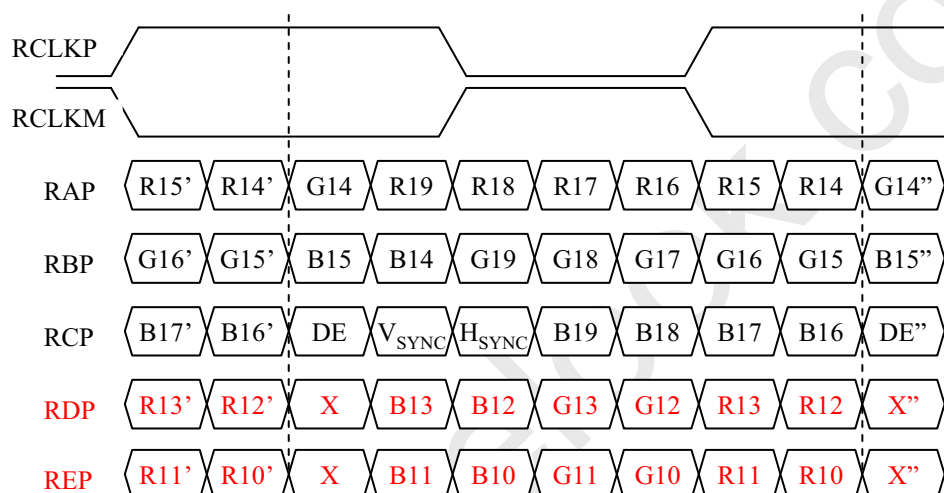 RCLKP
RCLKM
RAP R15’ R14’ G14 R19 R18 R17 R16 R15 R14 G14”
RBP G16’ G15’ B15 B14 G19 G18 G17 G16 G15 B15”
RCP B17’ B16’ DE VSYNC HSYNC B19 B18 B17 B16 DE”
RDP R13’ R12’ X B13 B12 G13 G12 R13 R12 X”
REP R11’ R10’ X B11 B10 G11 G10 R11 R10 X”